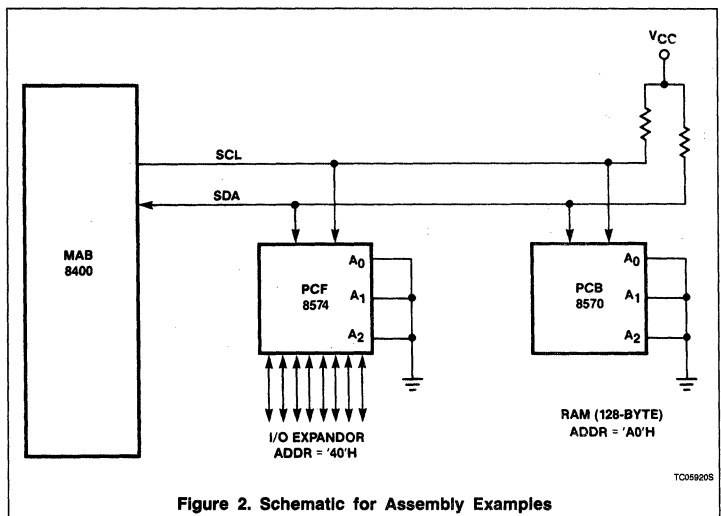 VCC
SCL
SDA
MAB
8400
PCF
8574
A0
A1
A2
PCB
8570
A0
A1
A2
I/O EXPANDOR
ADDR = '40'H
RAM (128-BYTE)
ADDR = 'A0'H
TC05920S
Figure 2. Schematic for Assembly Examples